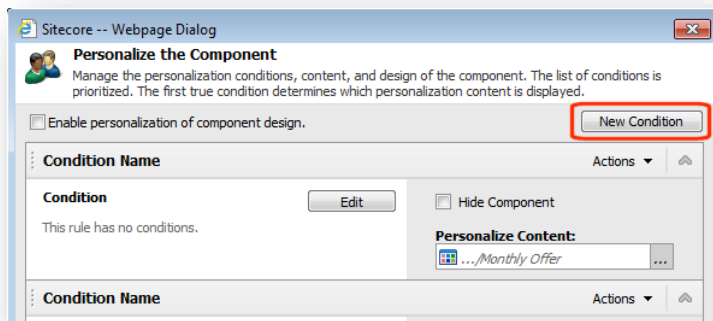 Sitecore -- Webpage Dialog
Personalize the Component
Manage the personalization conditions, content, and design of the component. The list of conditions is
prioritized. The first true condition determines which personalization content is displayed.
Enable personalization of component design.
New Condition
Condition Name
Actions
Condition
Edit
Hide Component
This rule has no conditions.
Personalize Content:
.../Monthly Offer
...
Condition Name
Actions